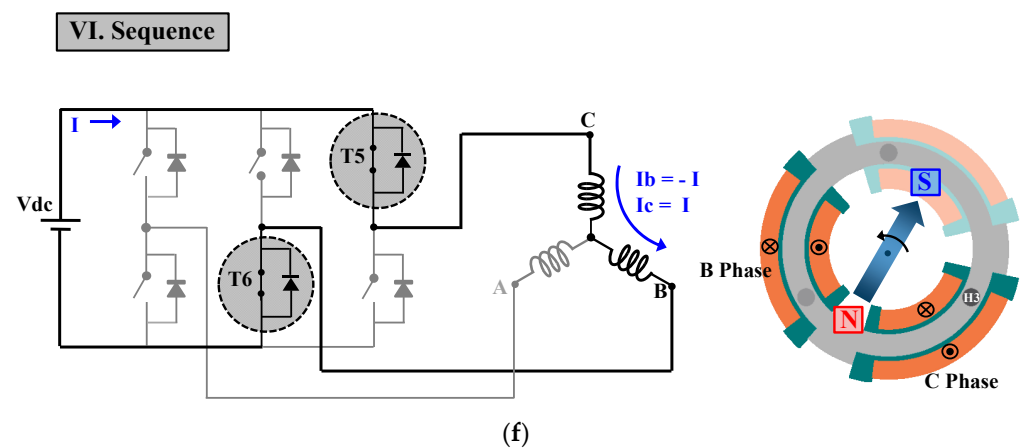 VI. Sequence
I
Vdc
T5
T6
C
Ib = - I
Ic = I
A
B
S
B Phase
H3
N
C Phase
(f)